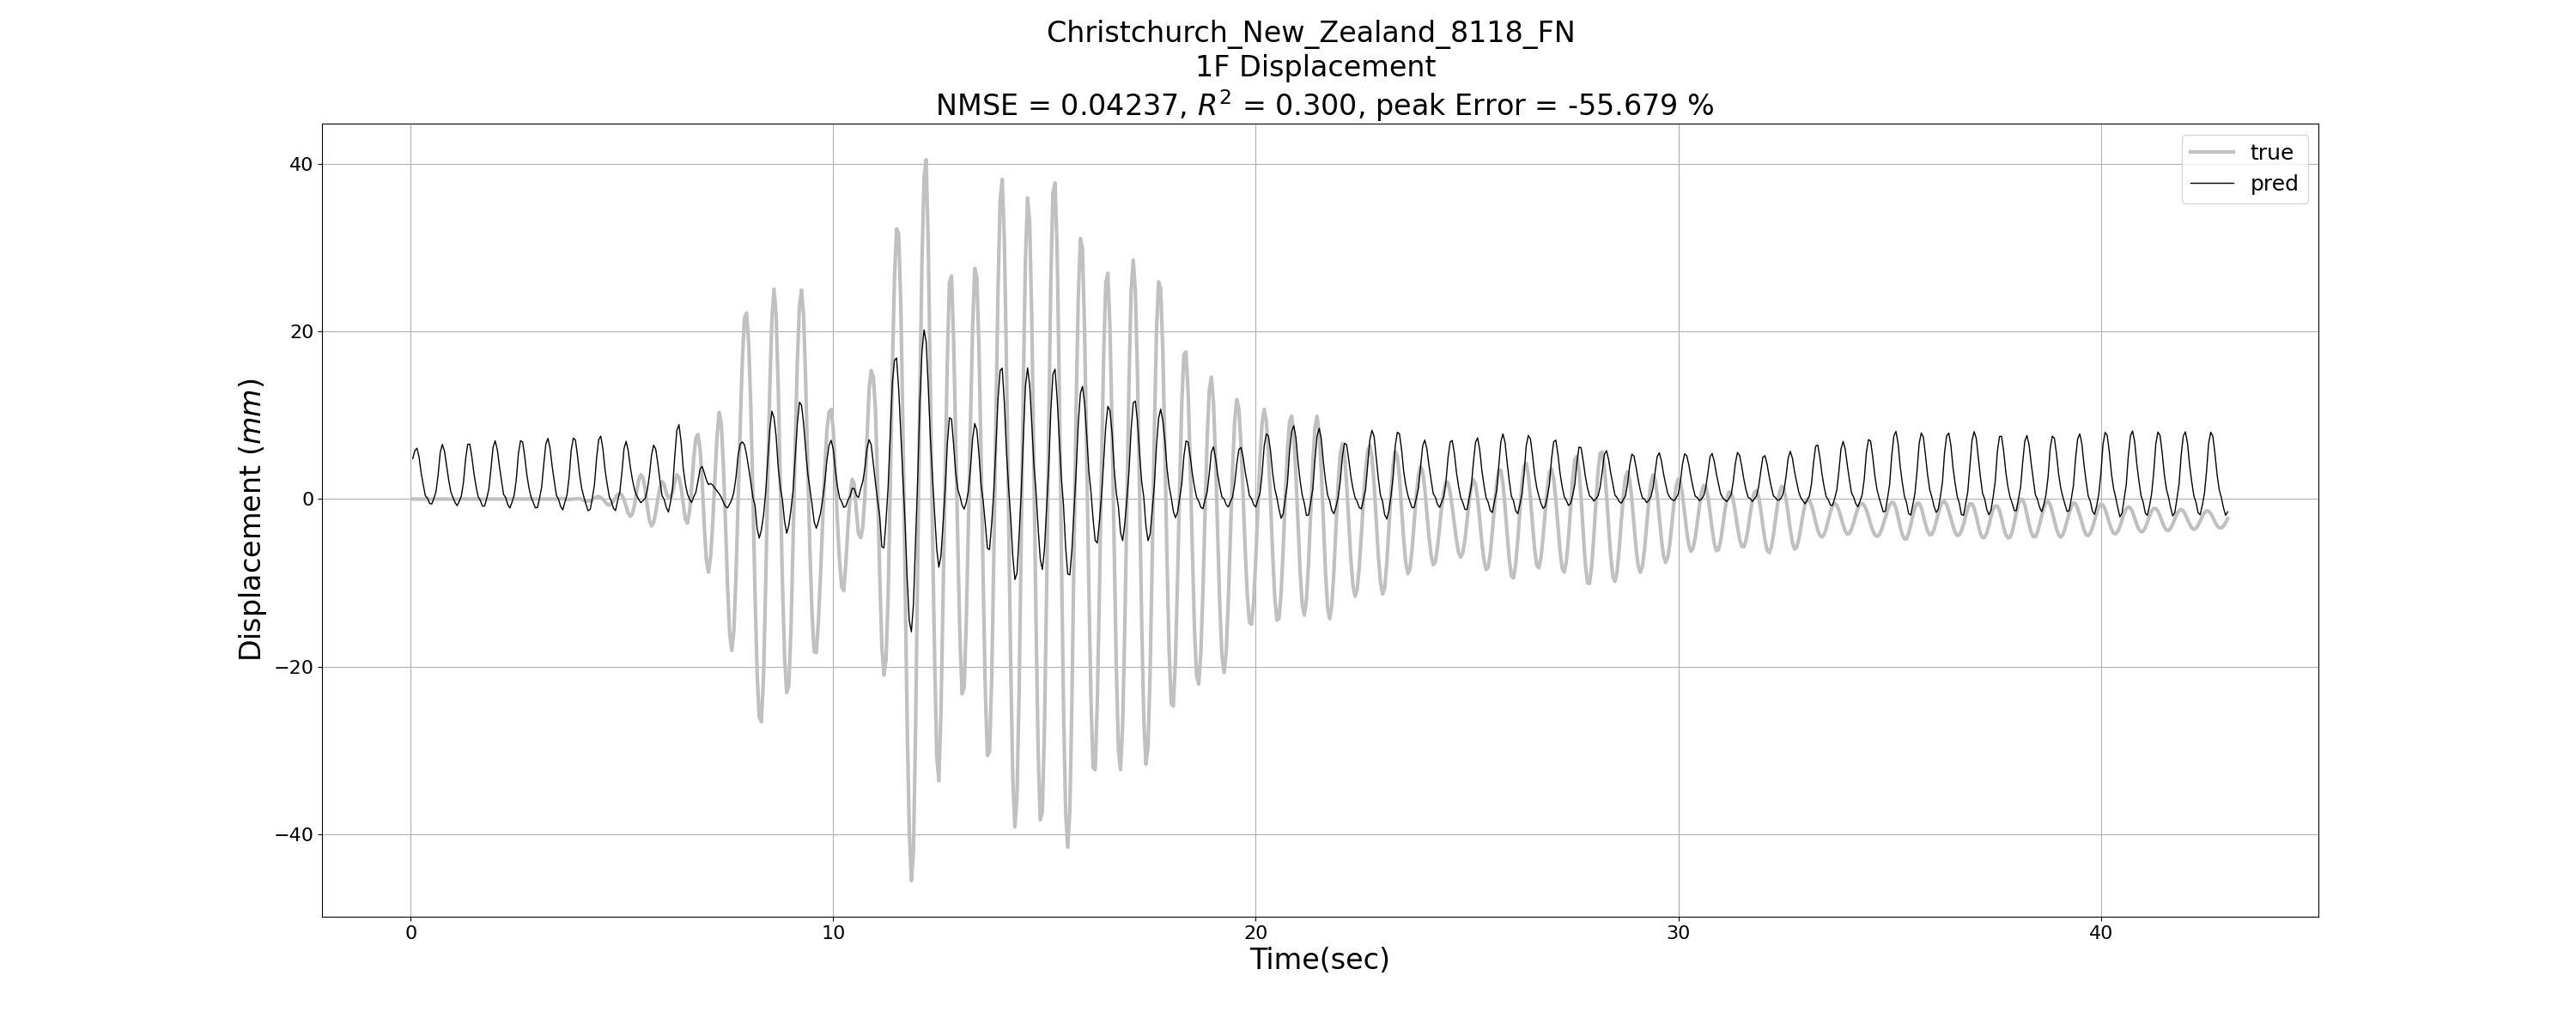 Christchurch_New_Zealand_8118_FN
1F Displacement
NMSE = 0.04237, R² = 0.300, peak Error = -55.679 %
true
pred
Displacement (mm)
40
20
0
−20
−40
0
10
20
30
40
Time(sec)